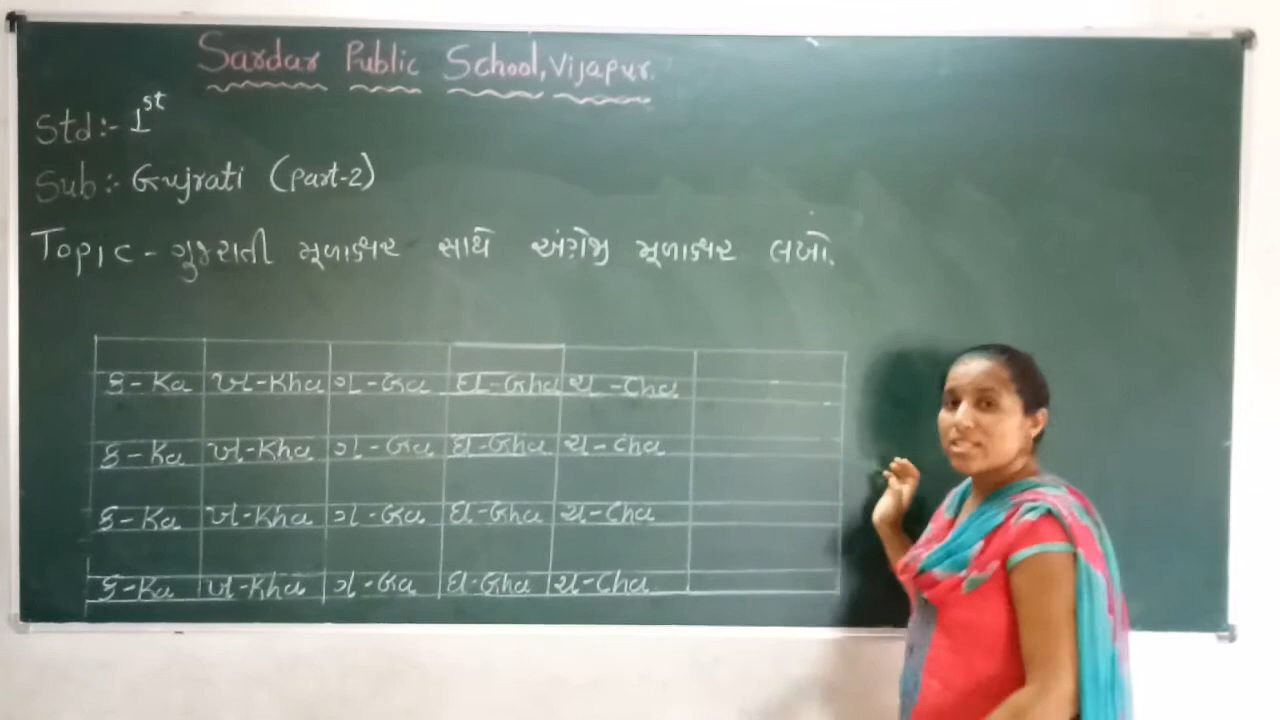 Sardar Public School, Vijapur.
Std:- 1st
Sub:- Gujrati (Part-2)
Topic - ગુજરાતી મૂળાક્ષર સાથે અંગ્રેજી મૂળાક્ષર લખો.
ક - Ka ખ - Kha ગ - Ga ઘ - Gha ચ - Cha
ક - Ka ખ - Kha ગ - Ga ઘ - Gha ચ - Cha
ક - Ka ખ - Kha ગ - Ga ઘ - Gha ચ - Cha
ક - Ka ખ - Kha ગ - Ga ઘ - Gha ચ - Cha